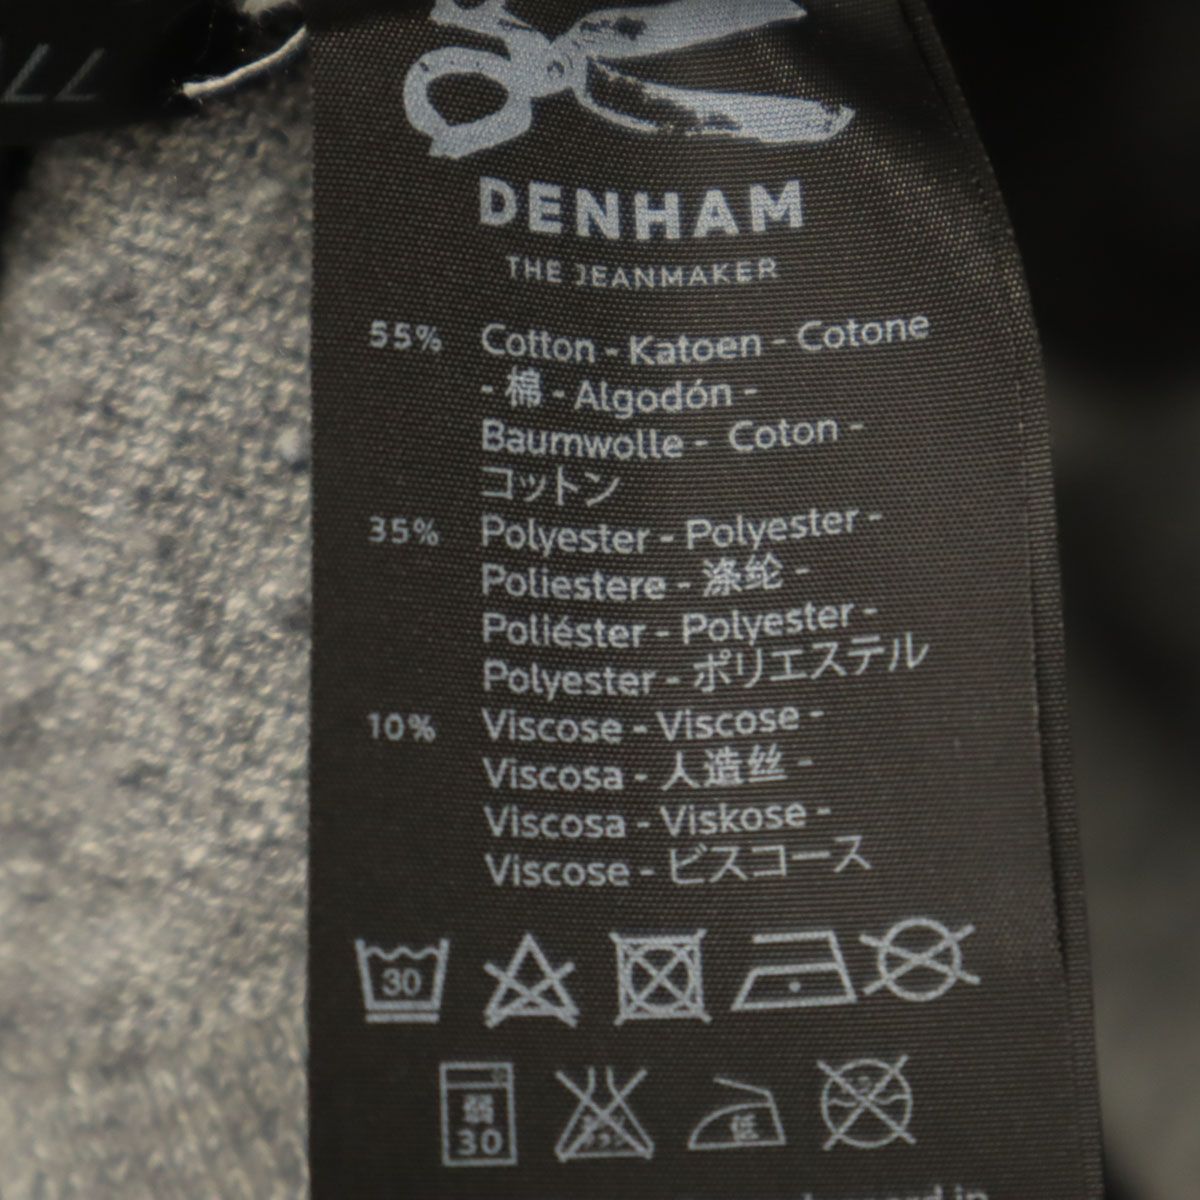 DENHAM
THE JEANMAKER
55% Cotton - Katoen - Cotone
- 棉 - Algodón -
Baumwolle - Coton -
コットン
35% Polyester - Polyester -
Poliestere - 涤纶 -
Poliéster - Polyester -
Polyester - ポリエステル
10% Viscose - Viscose -
Viscosa - 人造丝 -
Viscosa - Viskose -
Viscose - ビスコース
30
弱
30
低